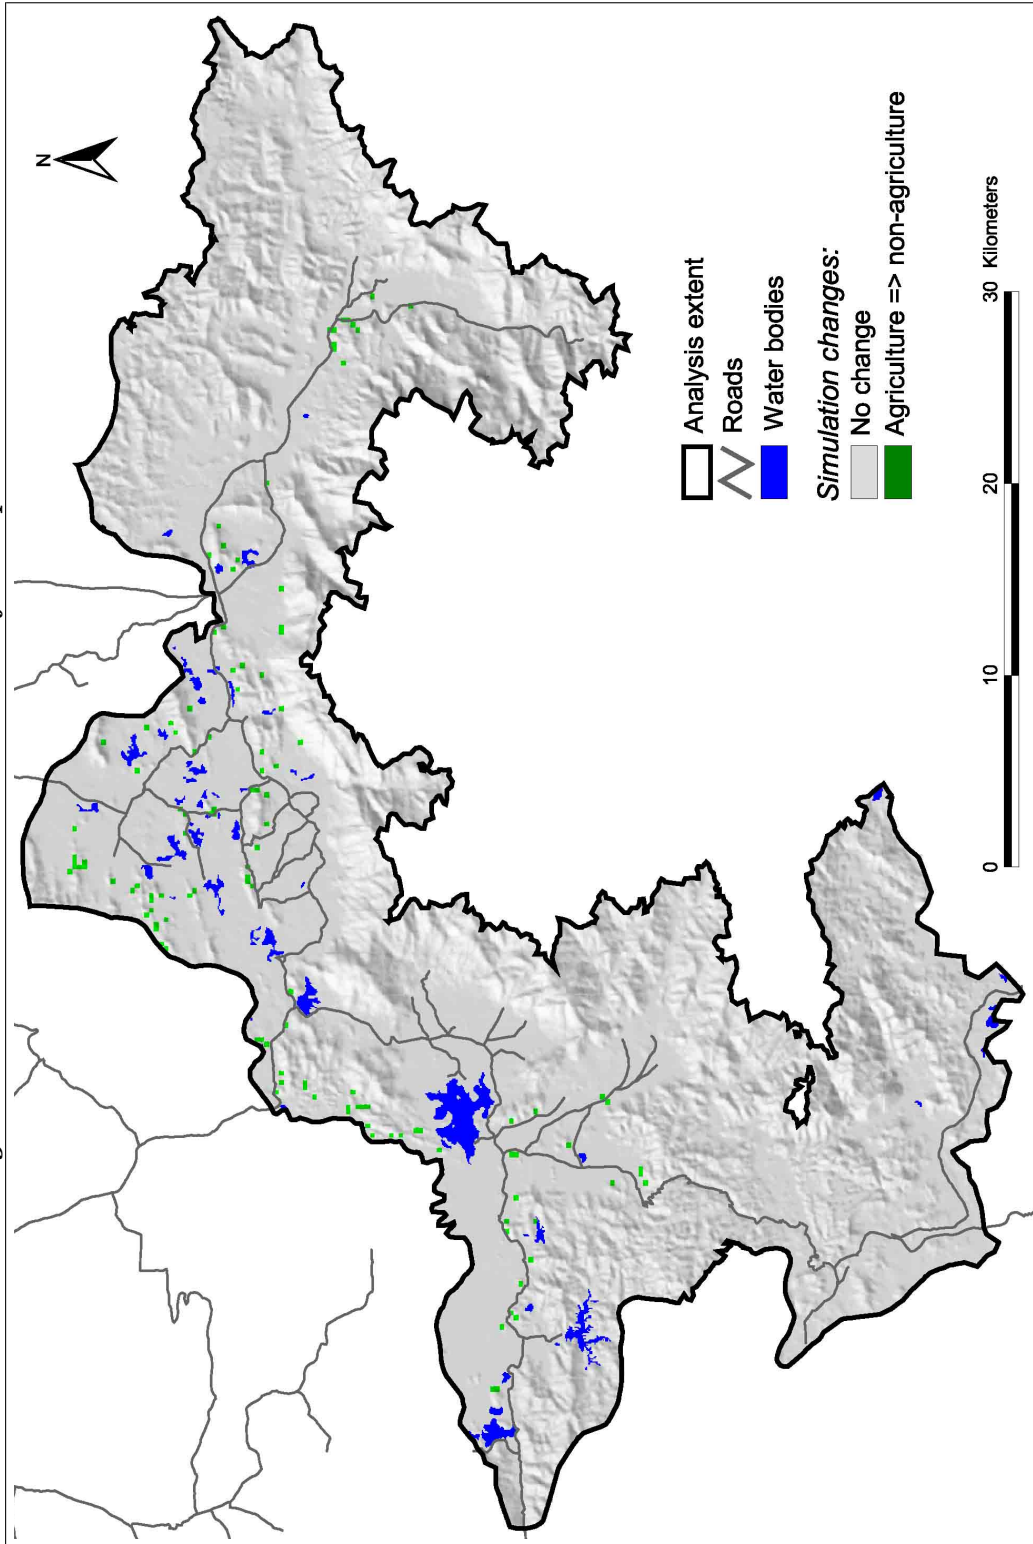 N
Analysis extent
Roads
Water bodies
Simulation changes:
No change
Agriculture => non-agriculture
0 10 20 30 Kilometers